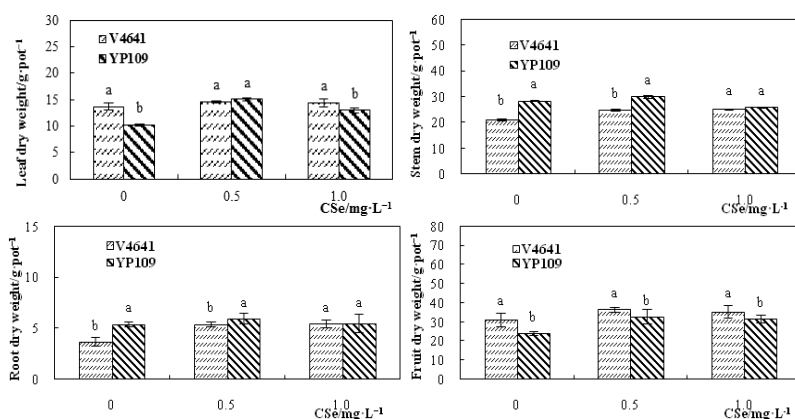 Leaf dry weight/g·pot⁻¹
30
25
20
15
10
5
0
V4641
YP109
a b a a a b
0 0.5 1.0
CSe/mg·L⁻¹
Stem dry weight/g·pot⁻¹
60
50
40
30
20
10
0
V4641
YP109
b a b a a a
0 0.5 1.0
CSe/mg·L⁻¹
Root dry weight/g·pot⁻¹
15
10
5
0
V4641
YP109
b a b a a a
0 0.5 1.0
CSe/mg·L⁻¹
Fruit dry weight/g·pot⁻¹
80
70
60
50
40
30
20
10
0
V4641
YP109
a b a b a b
0 0.5 1.0
CSe/mg·L⁻¹